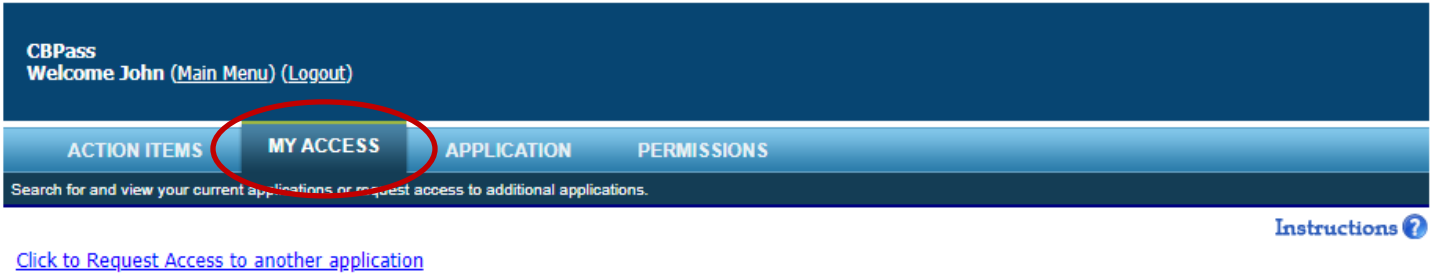 CBPass
Welcome John (Main Menu) (Logout)
ACTION ITEMS MY ACCESS APPLICATION PERMISSIONS
Search for and view your current applications or request access to additional applications.
Instructions ?
Click to Request Access to another application